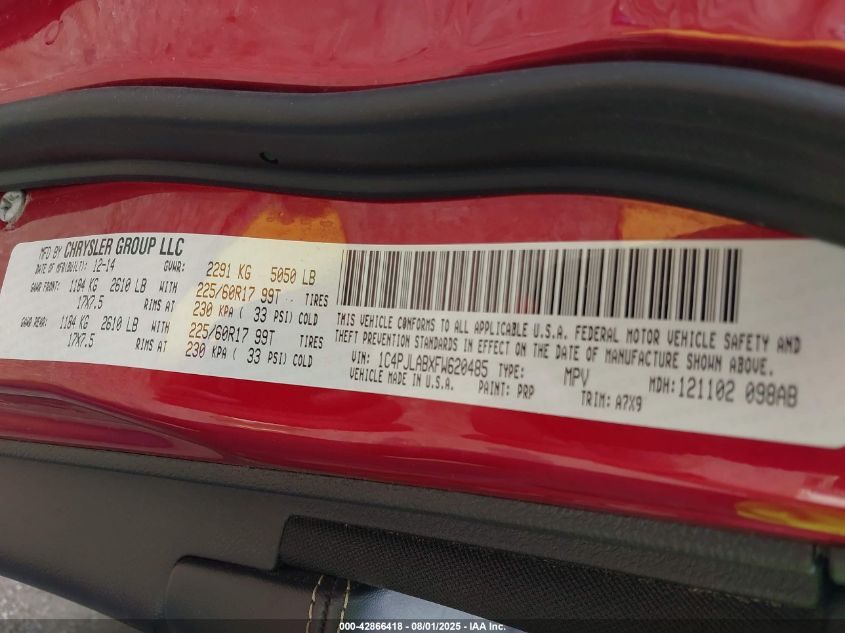 MFD BY CHRYSLER GROUP LLC
DATE OF MFR(BUILT): 12-14 GVWR: 2291 KG 5050 LB
GAWR FRONT: 1184 KG 2610 LB WITH 225/60R17 99T TIRES
17X7.5 RIMS AT 230 KPA ( 33 PSI) COLD
GAWR REAR: 1184 KG 2610 LB WITH 225/60R17 99T TIRES
17X7.5 RIMS AT 230 KPA ( 33 PSI) COLD
THIS VEHICLE CONFORMS TO ALL APPLICABLE U.S.A. FEDERAL MOTOR VEHICLE SAFETY AND
THEFT PREVENTION STANDARDS IN EFFECT ON THE DATE OF MANUFACTURE SHOWN ABOVE.
VIN: 1C4PJLABXFW620485 TYPE: MPV MDH:121102 098AB
VEHICLE MADE IN U.S.A. PAINT: PRP TRIM: A7X9
000-42866418 - 08/01/2025 - IAA Inc.